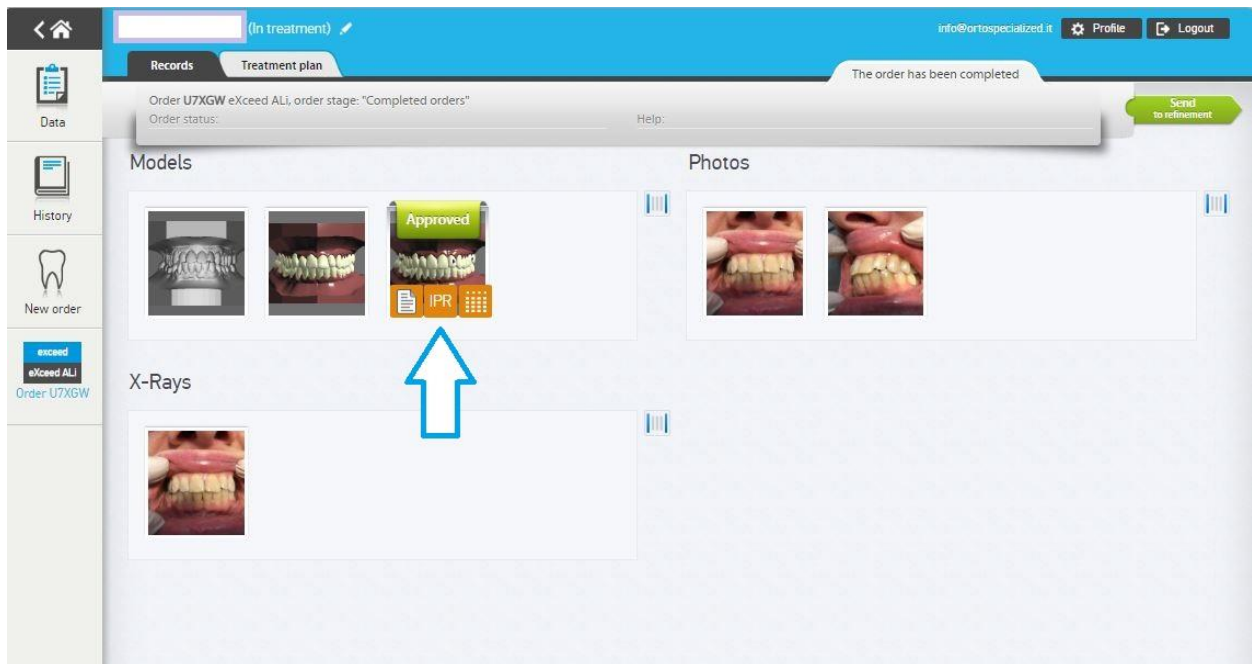 (In treatment)
info@ortospecialized.it
Profile
Logout
Records
Treatment plan
The order has been completed
Order U7XGW eXceed ALi, order stage: "Completed orders"
Order status:
Help:
Send
to refinement
Data
History
New order
exceed
eXceed ALi
Order U7XGW
Models
Approved
IPR
Photos
X-Rays